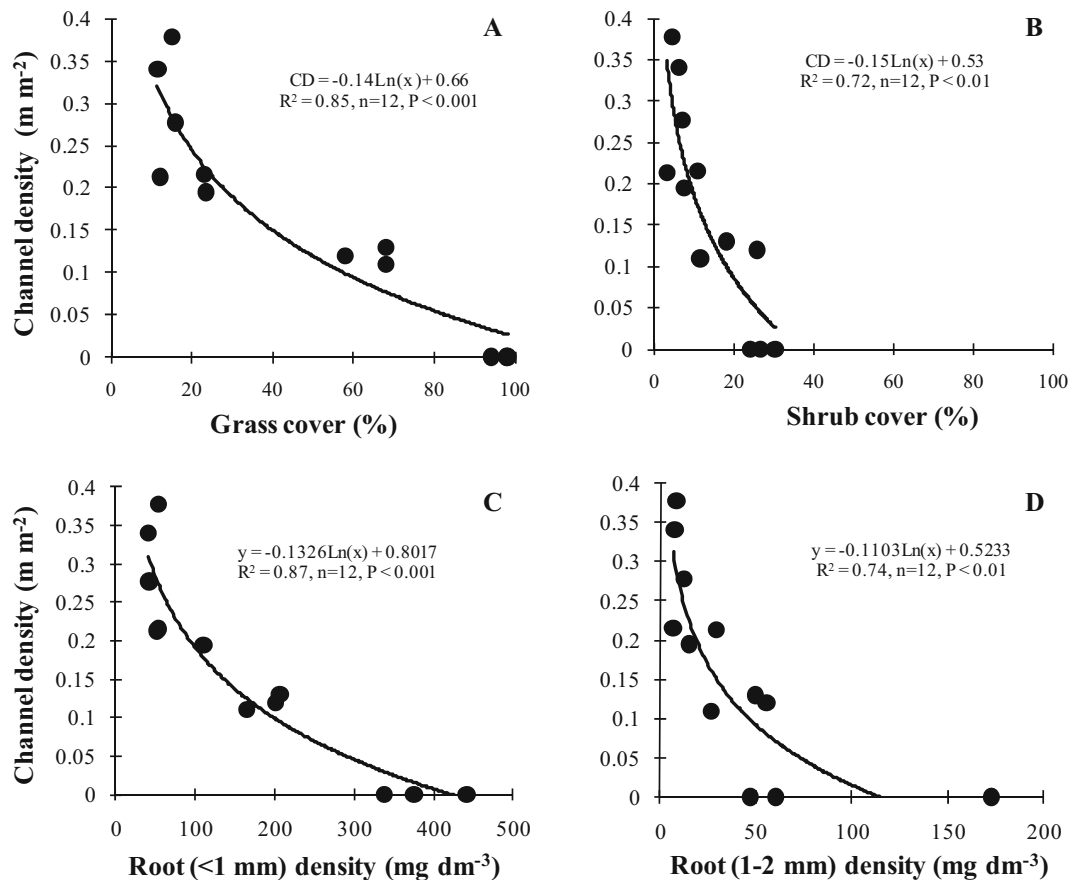 A
Channel density (m m⁻²)
0.4
0.35
0.3
0.25
0.2
0.15
0.1
0.05
0
CD = -0.14Ln(x) + 0.66
R² = 0.85, n=12, P < 0.001
0 20 40 60 80 100
Grass cover (%)
B
0.4
0.35
0.3
0.25
0.2
0.15
0.1
0.05
0
CD = -0.15Ln(x) + 0.53
R² = 0.72, n=12, P < 0.01
0 20 40 60 80 100
Shrub cover (%)
C
Channel density (m m⁻²)
0.4
0.35
0.3
0.25
0.2
0.15
0.1
0.05
0
y = -0.1326Ln(x) + 0.8017
R² = 0.87, n=12, P < 0.001
0 100 200 300 400 500
Root (<1 mm) density (mg dm⁻³)
D
0.4
0.35
0.3
0.25
0.2
0.15
0.1
0.05
0
y = -0.1103Ln(x) + 0.5233
R² = 0.74, n=12, P < 0.01
0 50 100 150 200
Root (1-2 mm) density (mg dm⁻³)